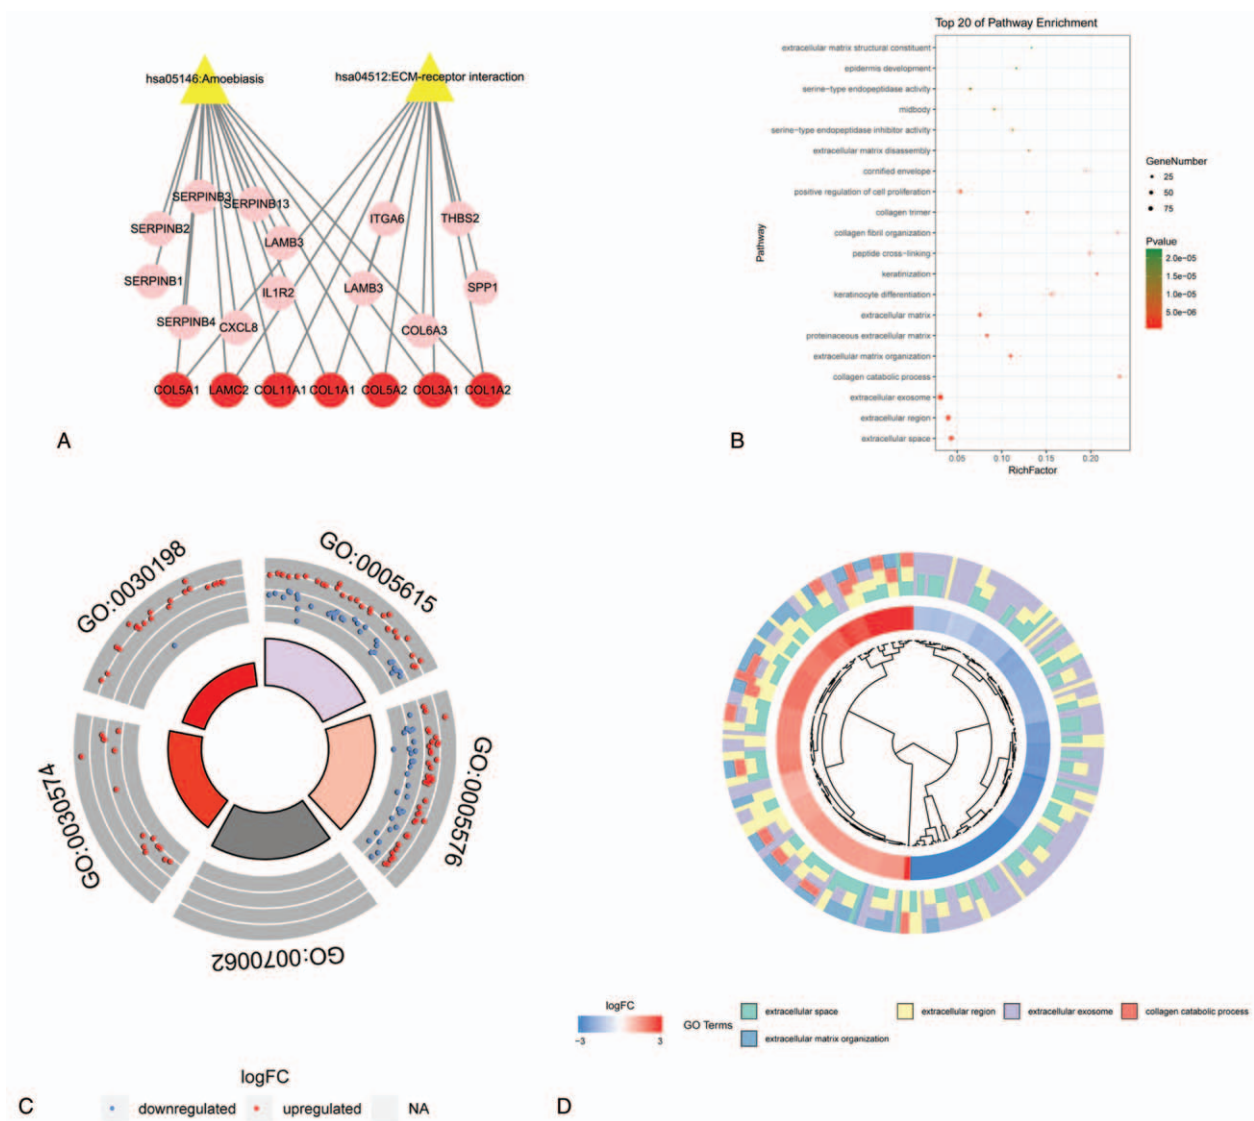 hsa05146:Amoebiasis
hsa04512:ECM-receptor interaction
SERPINB3
SERPINB13
SERPINB2
LAMB3
ITGA6
THBS2
SERPINB1
IL1R2
LAMB3
SPP1
SERPINB4
CXCL8
COL6A3
COL5A1
LAMC2
COL11A1
COL1A1
COL5A2
COL3A1
COL1A2
A
Top 20 of Pathway Enrichment
Pathway
extracellular matrix structural constituent
epidermis development
serine-type endopeptidase activity
midbody
serine-type endopeptidase inhibitor activity
extracellular matrix disassembly
cornified envelope
positive regulation of cell proliferation
collagen trimer
collagen fibril organization
peptide cross-linking
keratinization
keratinocyte differentiation
extracellular matrix
proteinaceous extracellular matrix
extracellular matrix organization
collagen catabolic process
extracellular exosome
extracellular region
extracellular space
0.05 0.10 0.15 0.20
RichFactor
GeneNumber
25
50
75
Pvalue
2.0e-05
1.5e-05
1.0e-05
5.0e-06
B
GO:0030198
GO:0005615
GO:0005576
GO:0070062
GO:0030574
logFC
downregulated
upregulated
NA
C
logFC
-3 3
GO Terms
extracellular space
extracellular region
extracellular exosome
collagen catabolic process
extracellular matrix organization
D